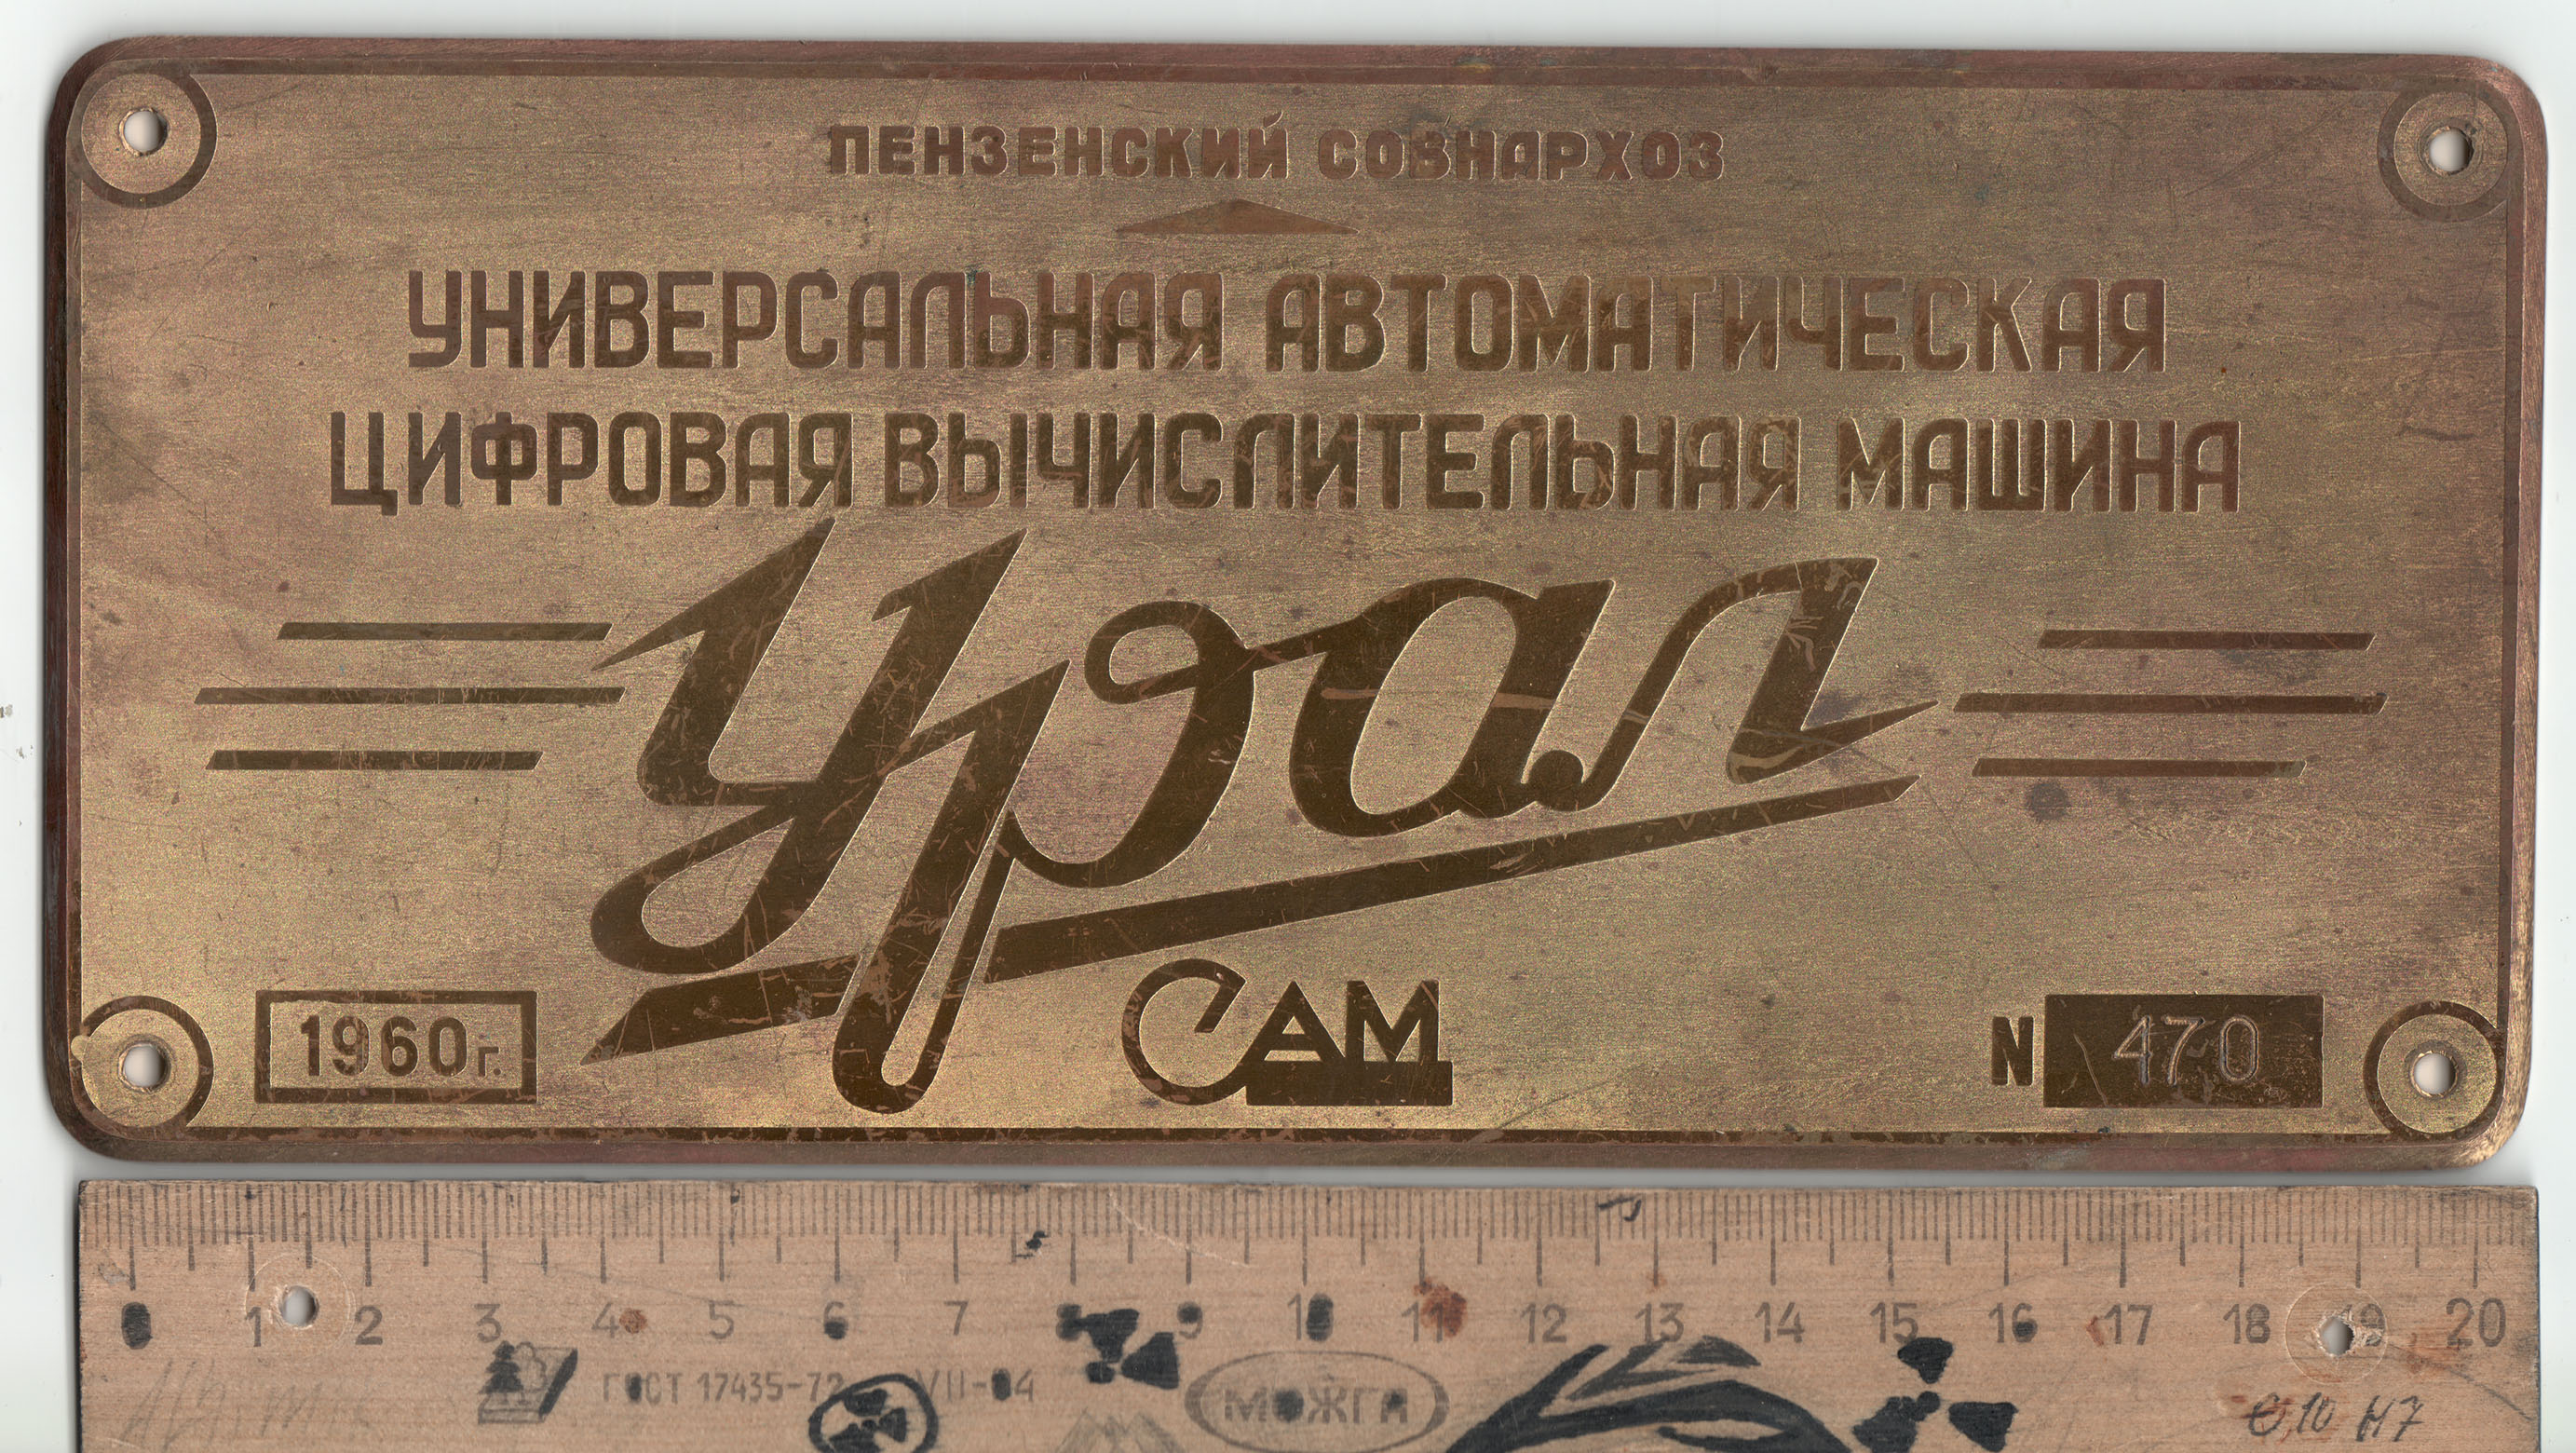 ПЕНЗЕНСКИЙ СОВНАРХОЗ
УНИВЕРСАЛЬНАЯ АВТОМАТИЧЕСКАЯ
ЦИФРОВАЯ ВЫЧИСЛИТЕЛЬНАЯ МАШИНА
Урал
1960г.
САМ
N 470
1 2 3 4 5 6 7 8 9 10 11 12 13 14 15 16 17 18 19 20
ГОСТ 17435-72
МОЖГА